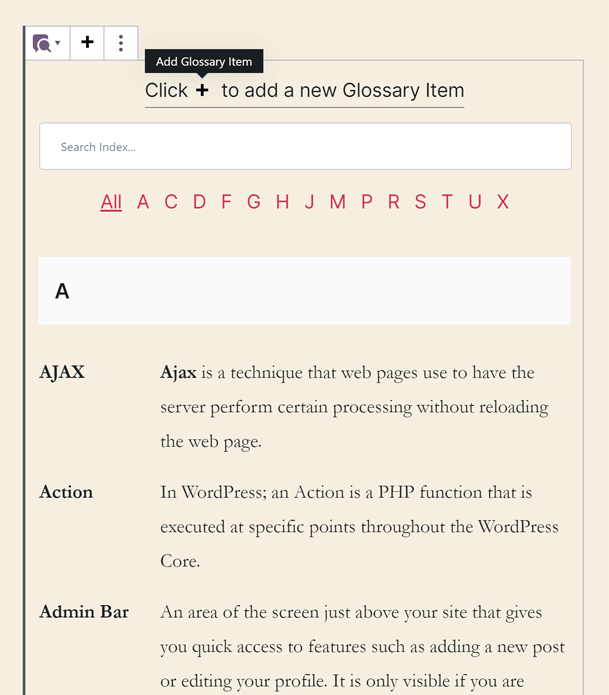 Add Glossary Item
Click + to add a new Glossary Item
Search Index...
All A C D F G H J M P R S T U X
A
AJAX Ajax is a technique that web pages use to have the
server perform certain processing without reloading
the web page.
Action In WordPress; an Action is a PHP function that is
executed at specific points throughout the WordPress
Core.
Admin Bar An area of the screen just above your site that gives
you quick access to features such as adding a new post
or editing your profile. It is only visible if you are